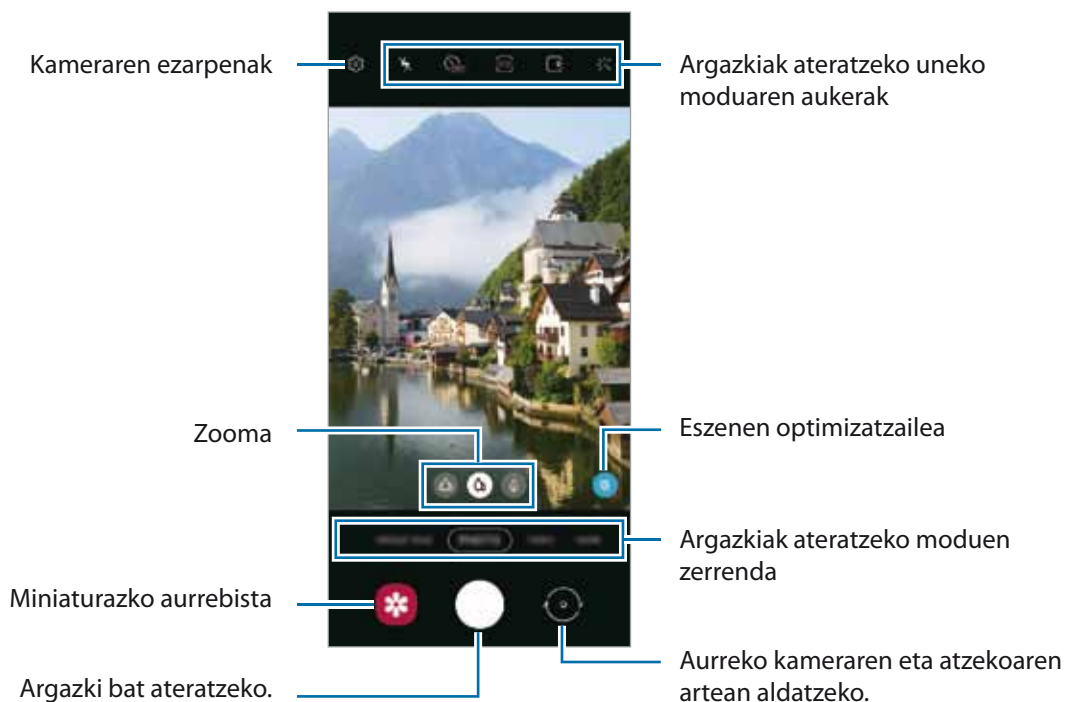 Kameraren ezarpenak
Argazkiak ateratzeko uneko
moduaren aukerak
Zooma
Eszenen optimizatzailea
Argazkiak ateratzeko moduen
zerrenda
Miniaturazko aurrebista
Argazki bat ateratzeko.
Aurreko kameraren eta atzekoaren
artean aldatzeko.